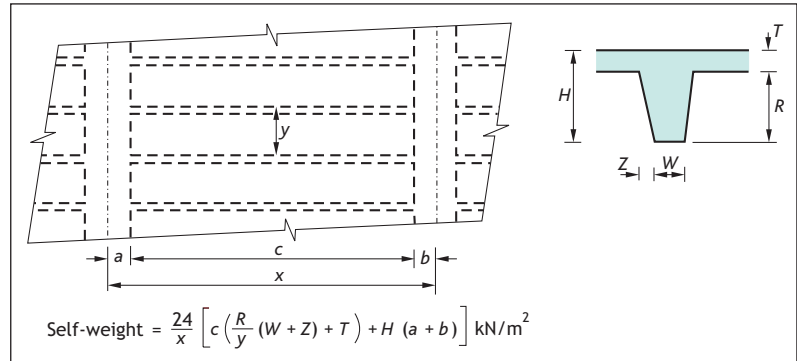 T
H
R
y
Z W
a c b
x
Self-weight = 24/x [ c ( R/y (W + Z) + T ) + H (a + b) ] kN/m²